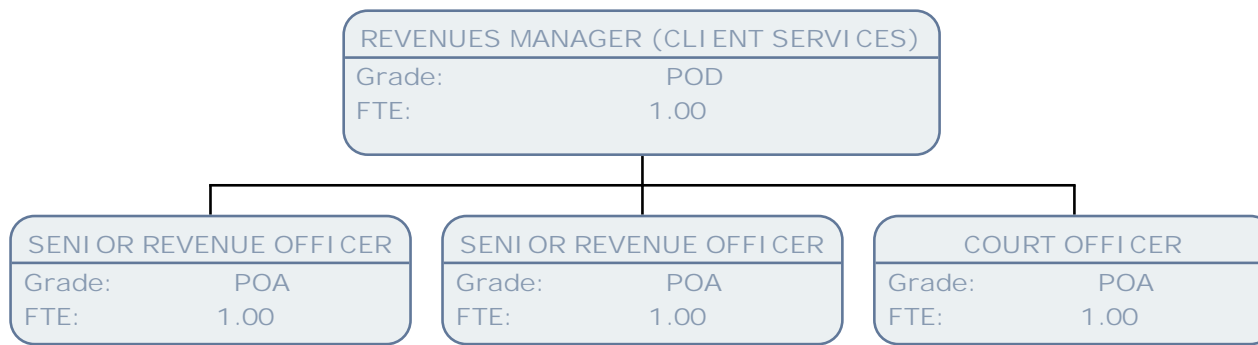 REVENUES MANAGER (CLIENT SERVICES)
Grade: POD
FTE: 1.00
SENIOR REVENUE OFFICER
Grade: POA
FTE: 1.00
SENIOR REVENUE OFFICER
Grade: POA
FTE: 1.00
COURT OFFICER
Grade: POA
FTE: 1.00